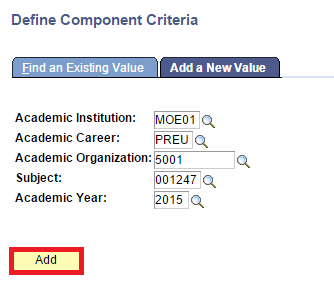 Define Component Criteria
Find an Existing Value Add a New Value
Academic Institution: MOE01
Academic Career: PREU
Academic Organization: 5001
Subject: 001247
Academic Year: 2015
Add